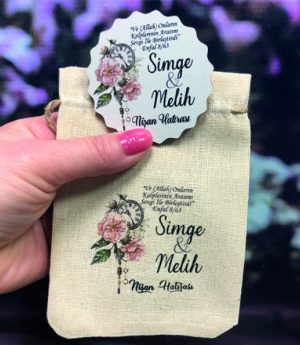 "Ve (Allah) Onların
Kalplerinin Arasını
Sevgi İle Birleştirdi"
Enfal 8/63
Simge
&
Melih
Nişan Hatırası
"Ve (Allah) Onların
Kalplerinin Arasını
Sevgi İle Birleştirdi"
Enfal 8/63
Simge
&
Melih
Nişan Hatırası